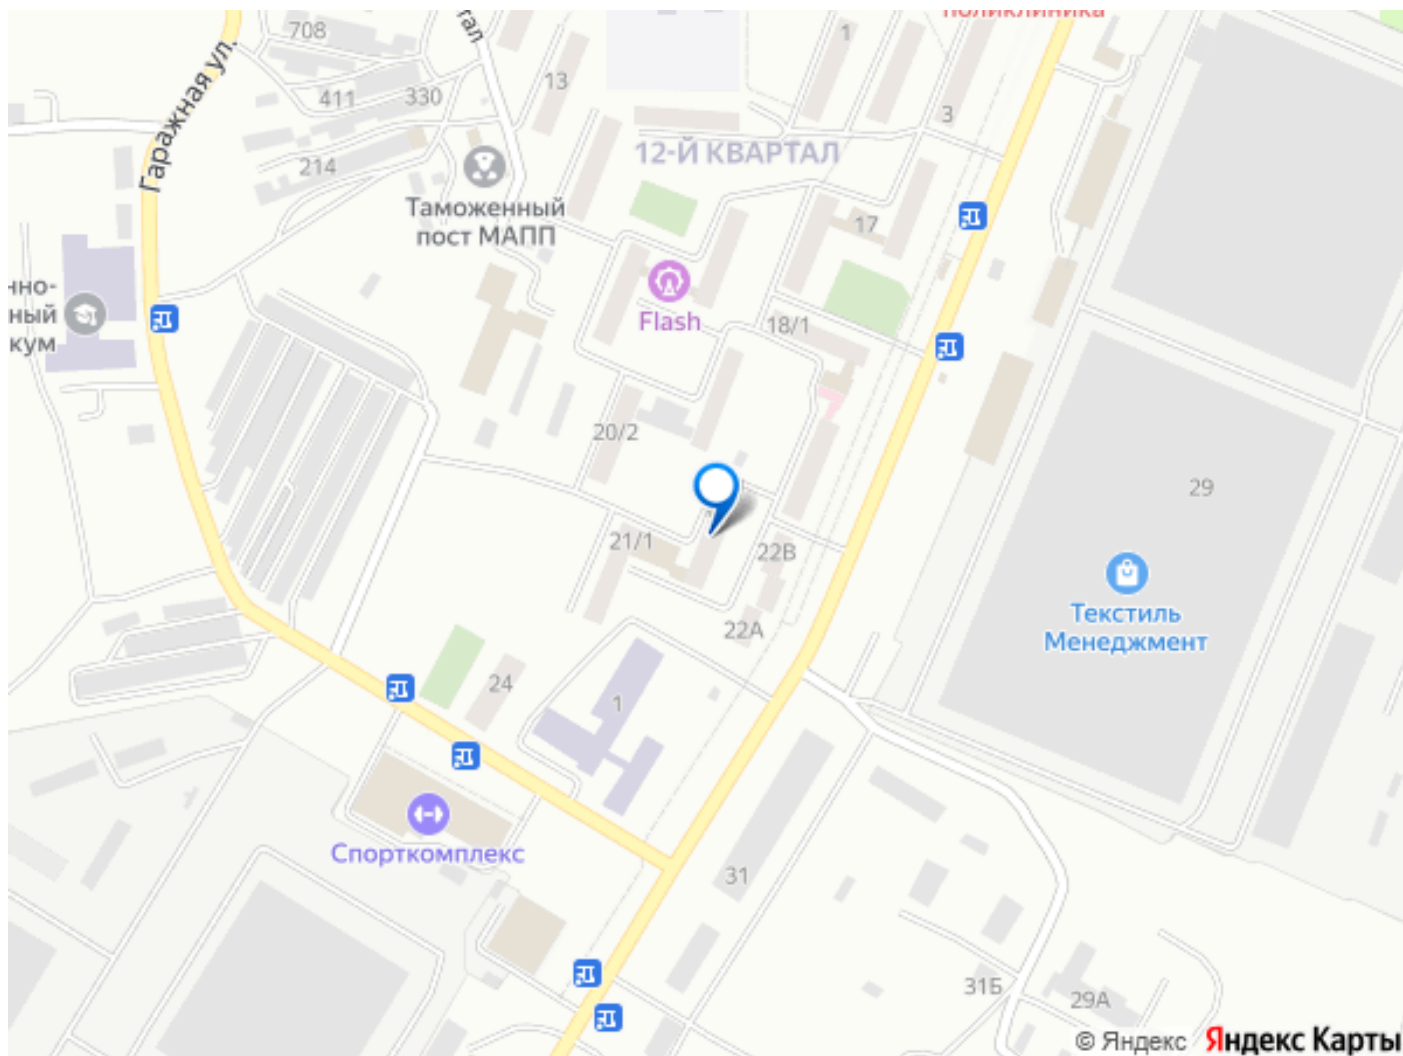 поликлиника
тал
708
1
13
411
330
3
Гаражная ул.
12-Й КВАРТАЛ
214
Таможенный
пост МАПП
17
нно-
ный
кум
Flash
18/1
20/2
29
21/1
22В
Текстиль
Менеджмент
22А
24
1
Спорткомплекс
31
31Б
29А
© Яндекс Яндекс Карты